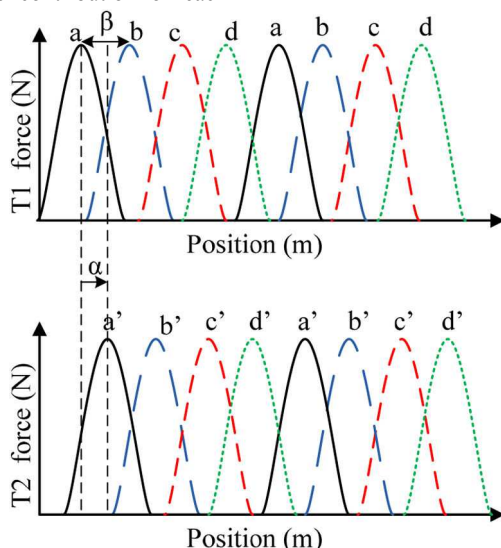 β
a b c d a b c d
T1 force (N)
Position (m)
α
a' b' c' d' a' b' c' d'
T2 force (N)
Position (m)